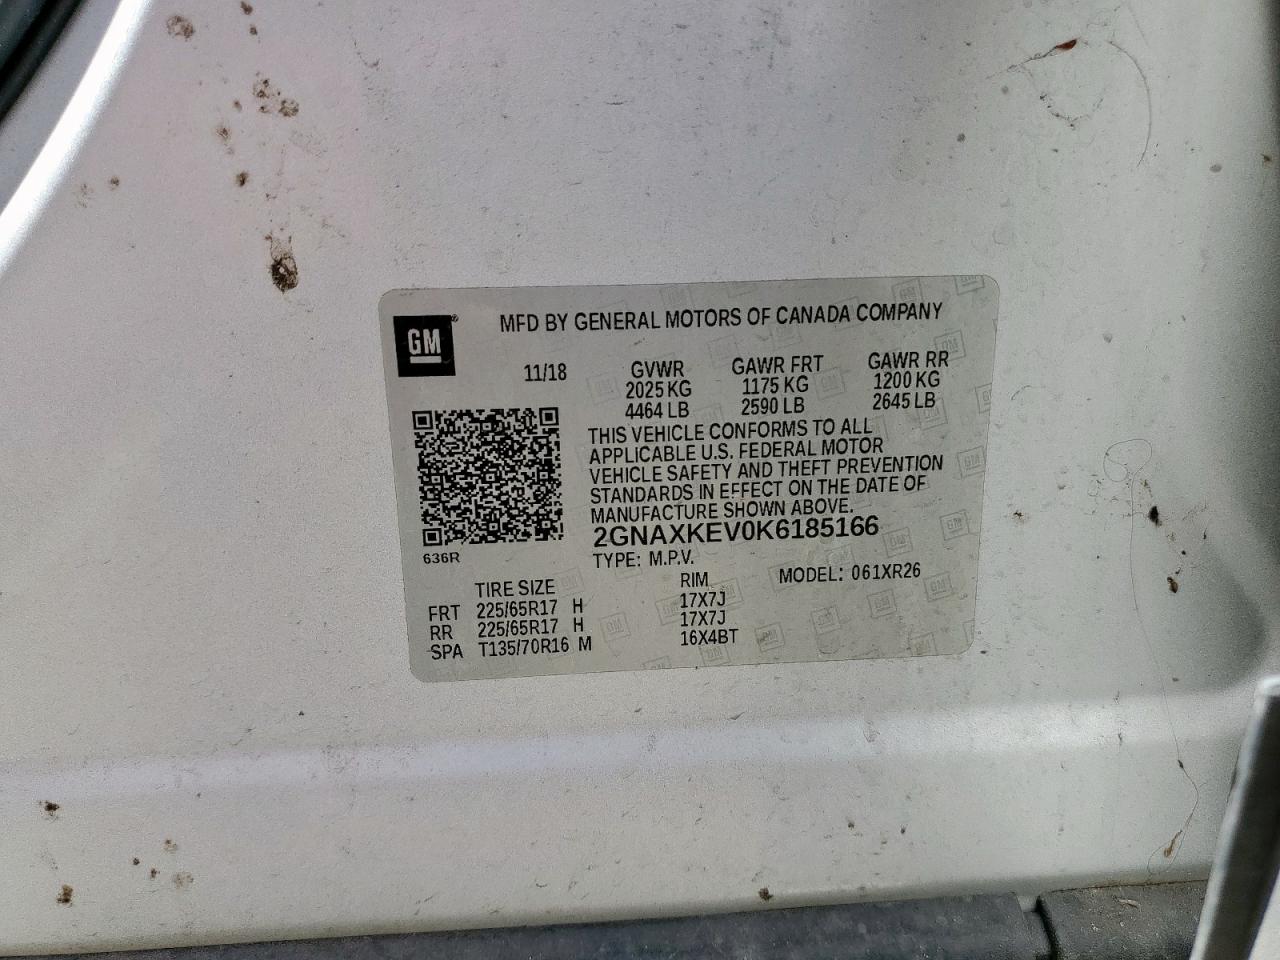 GM
MFD BY GENERAL MOTORS OF CANADA COMPANY
11/18 GVWR GAWR FRT GAWR RR
2025 KG 1175 KG 1200 KG
4464 LB 2590 LB 2645 LB
THIS VEHICLE CONFORMS TO ALL
APPLICABLE U.S. FEDERAL MOTOR
VEHICLE SAFETY AND THEFT PREVENTION
STANDARDS IN EFFECT ON THE DATE OF
MANUFACTURE SHOWN ABOVE.
2GNAXKEV0K6185166
636R
TYPE: M.P.V.
MODEL: 061XR26
TIRE SIZE RIM
FRT 225/65R17 H 17X7J
RR 225/65R17 H 17X7J
SPA T135/70R16 M 16X4BT